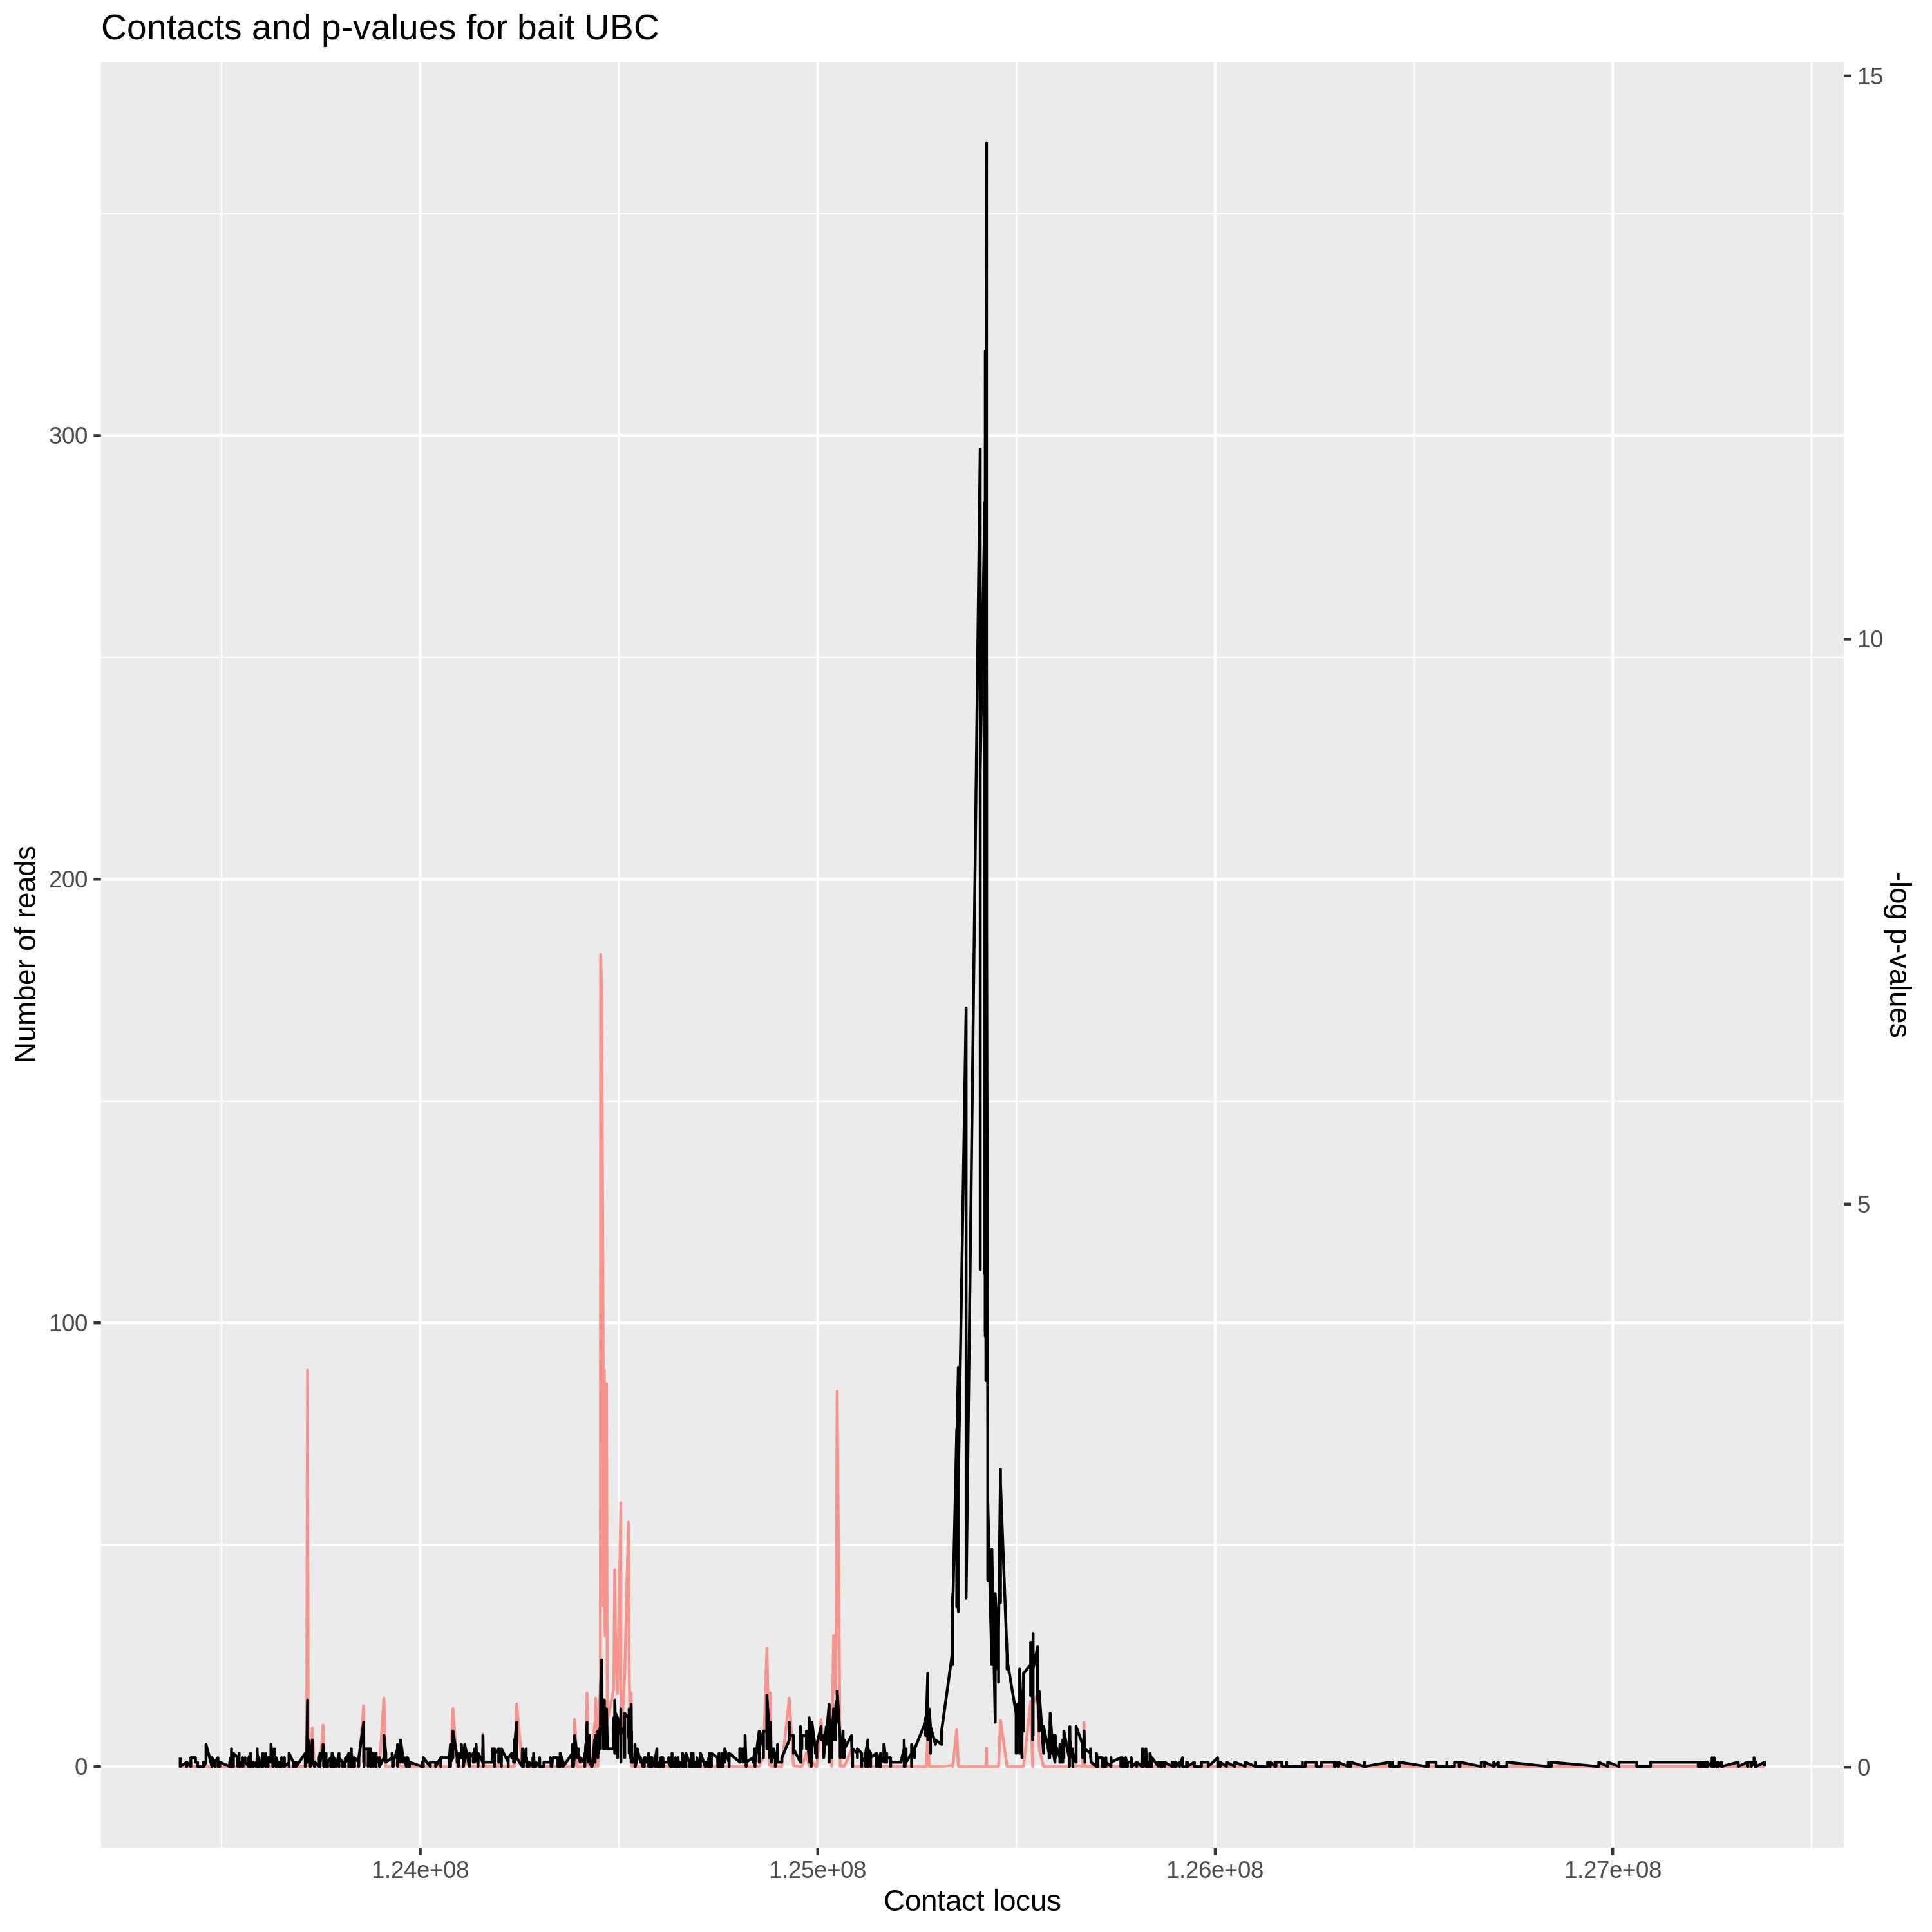 Contacts and p-values for bait UBC
15
300
10
200
Number of reads
-log p-values
5
100
0
0
1.24e+08
1.25e+08
1.26e+08
1.27e+08
Contact locus